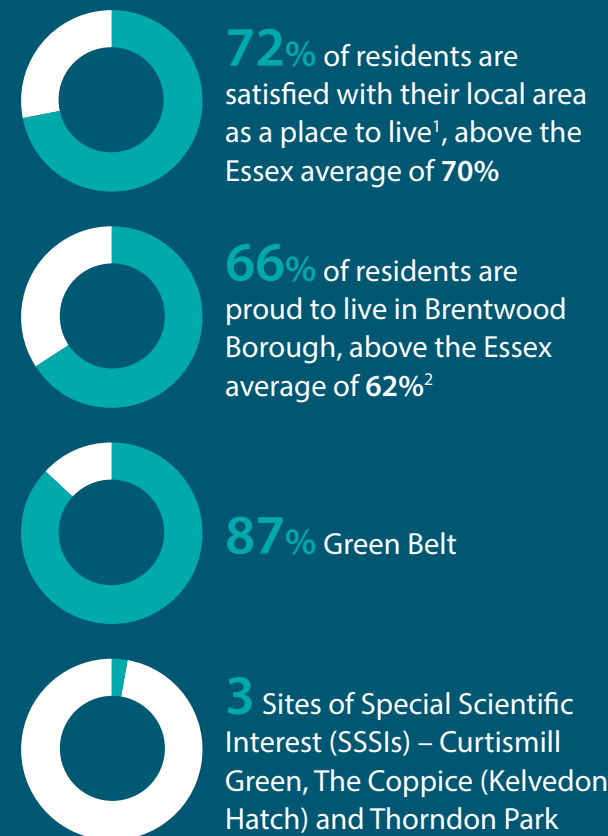 72% of residents are
satisfied with their local area
as a place to live¹, above the
Essex average of 70%
66% of residents are
proud to live in Brentwood
Borough, above the Essex
average of 62%²
87% Green Belt
3 Sites of Special Scientific
Interest (SSSIs) – Curtismill
Green, The Coppice (Kelvedon
Hatch) and Thorndon Park